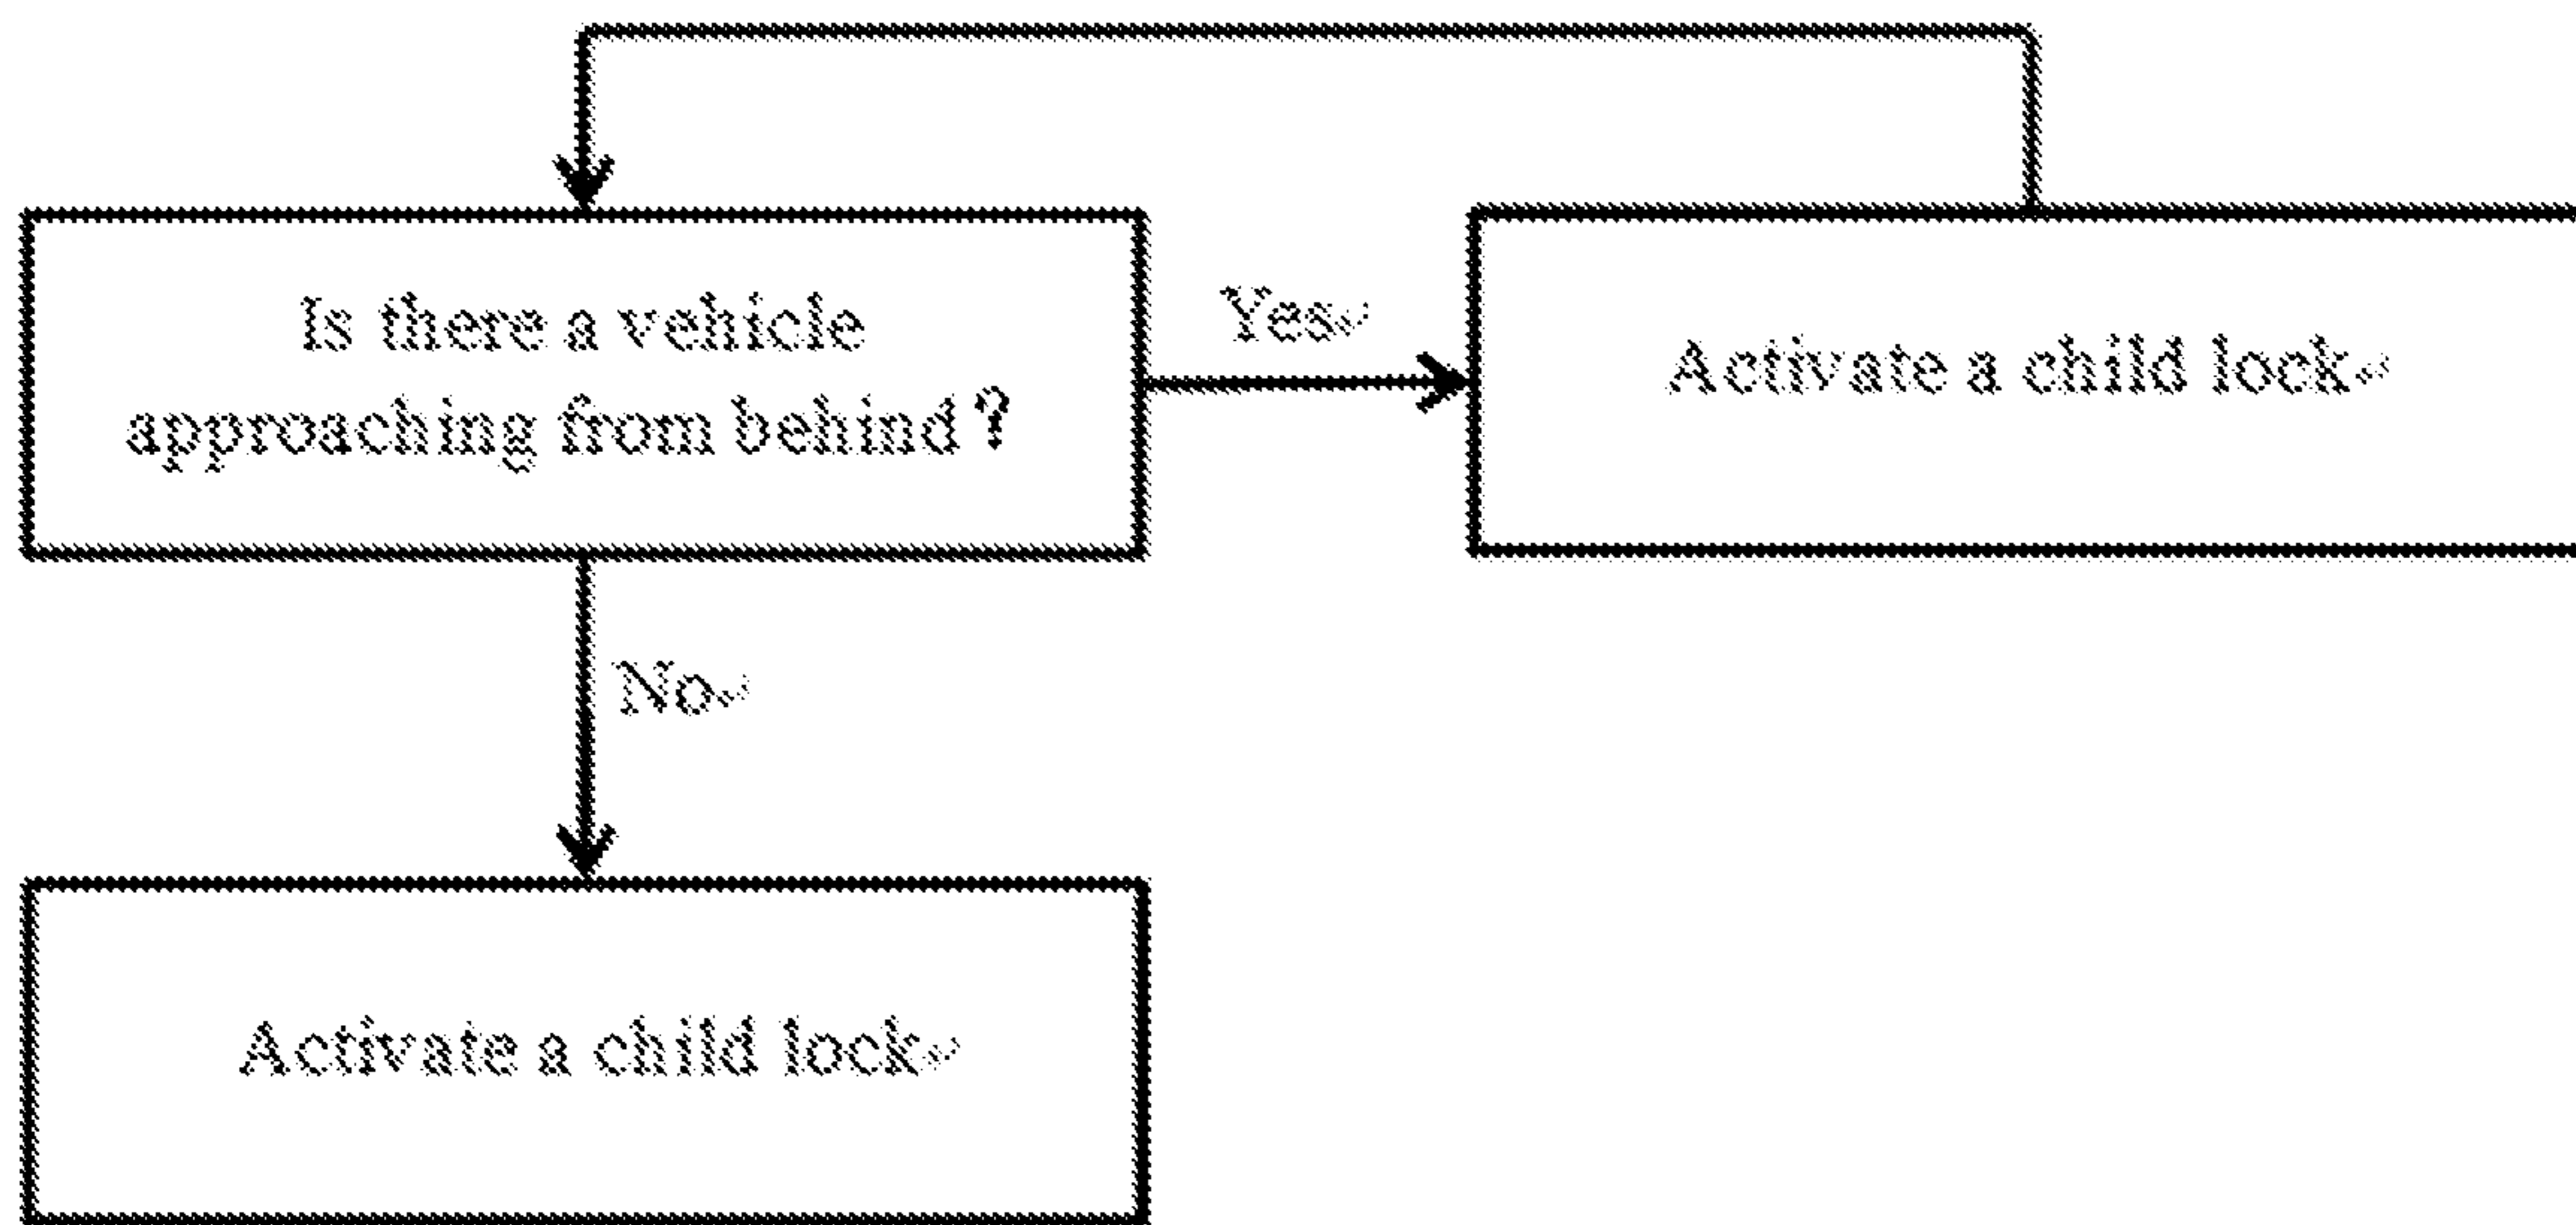 Is there a vehicle
approaching from behind?
Yes
Activate a child lock
No
Activate a child lock